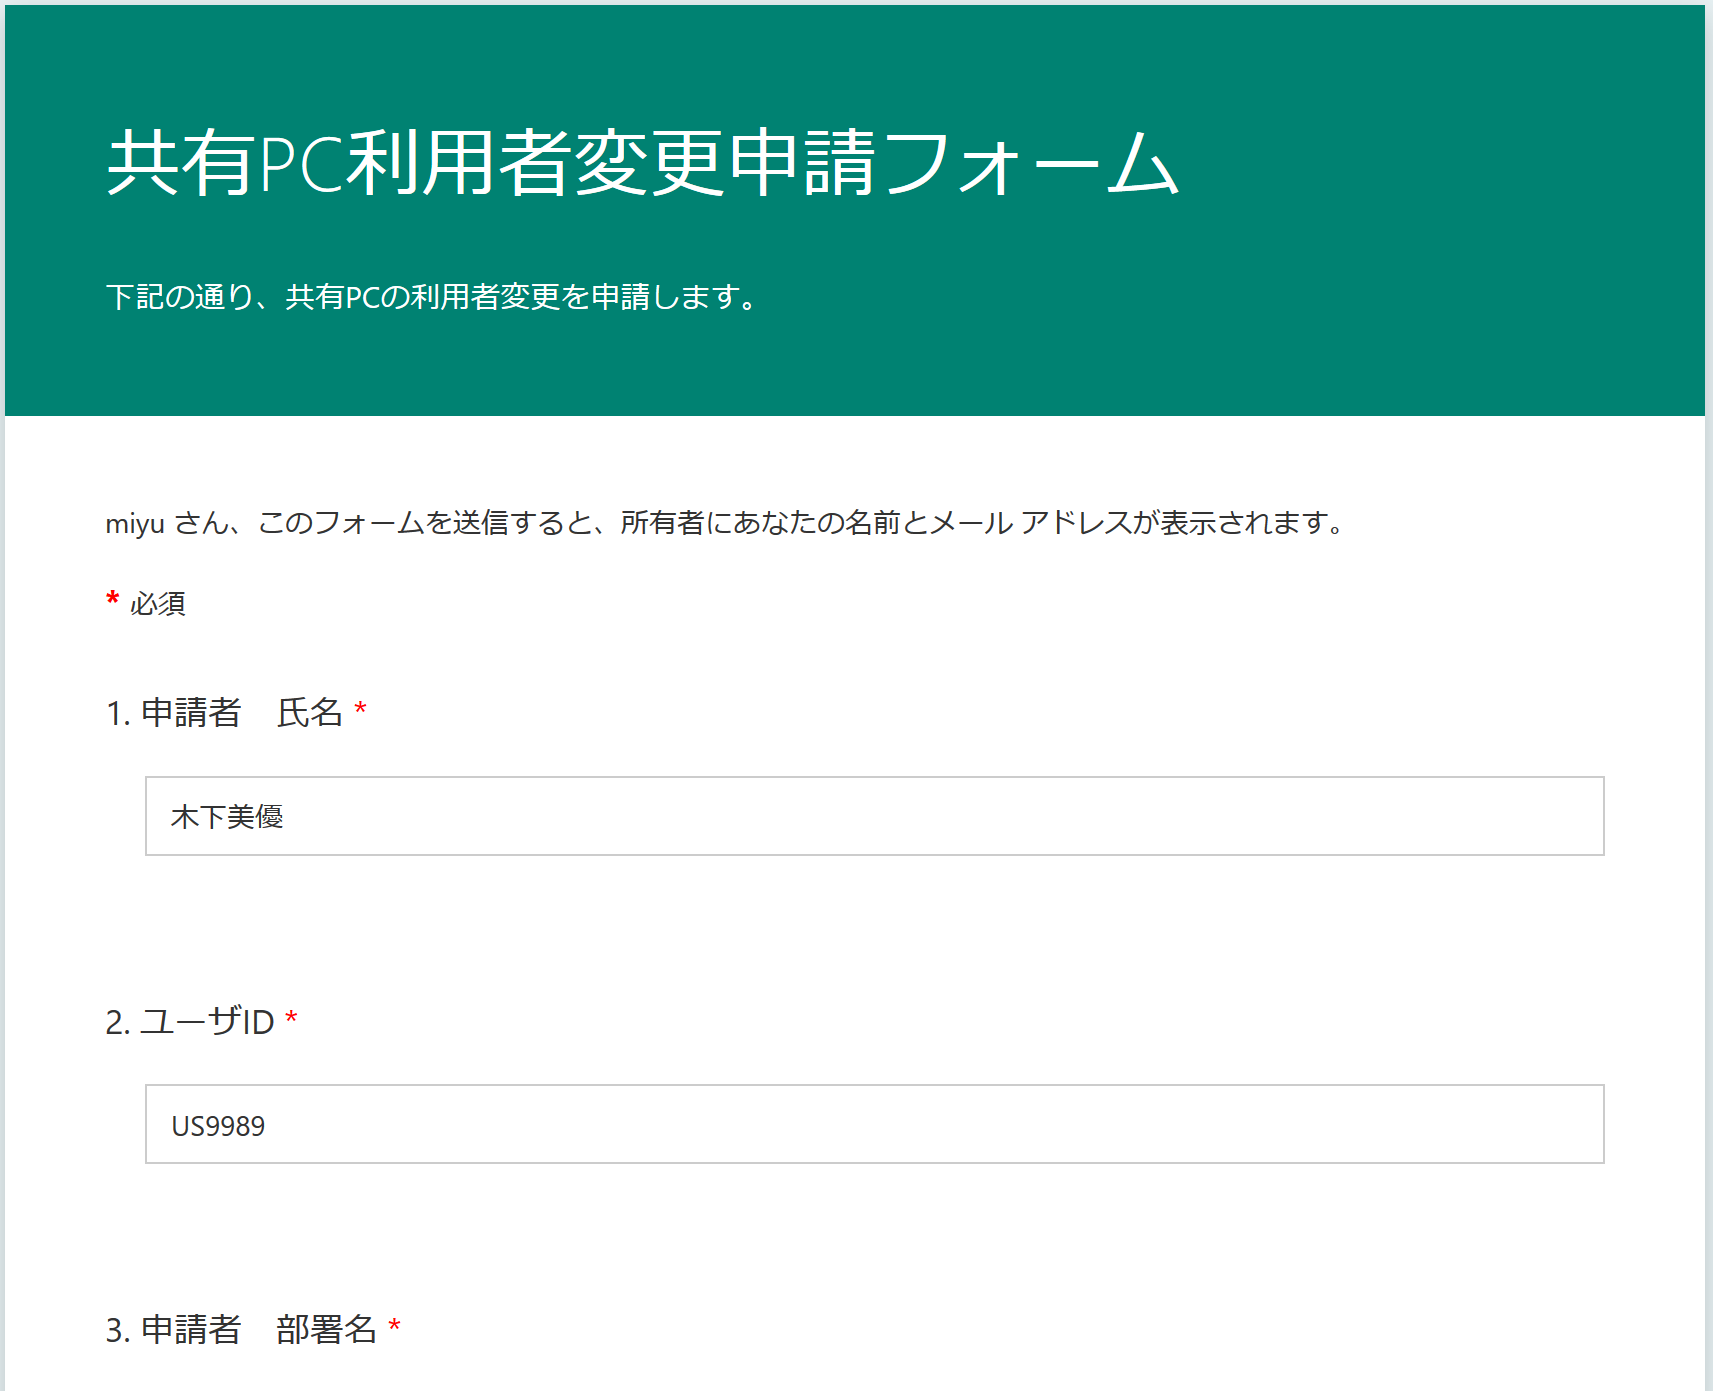 共有PC利用者変更申請フォーム
下記の通り、共有PCの利用者変更を申請します。
miyu さん、このフォームを送信すると、所有者にあなたの名前とメール アドレスが表示されます。
* 必須
1. 申請者　氏名 *
木下美優
2. ユーザID *
US9989
3. 申請者　部署名 *